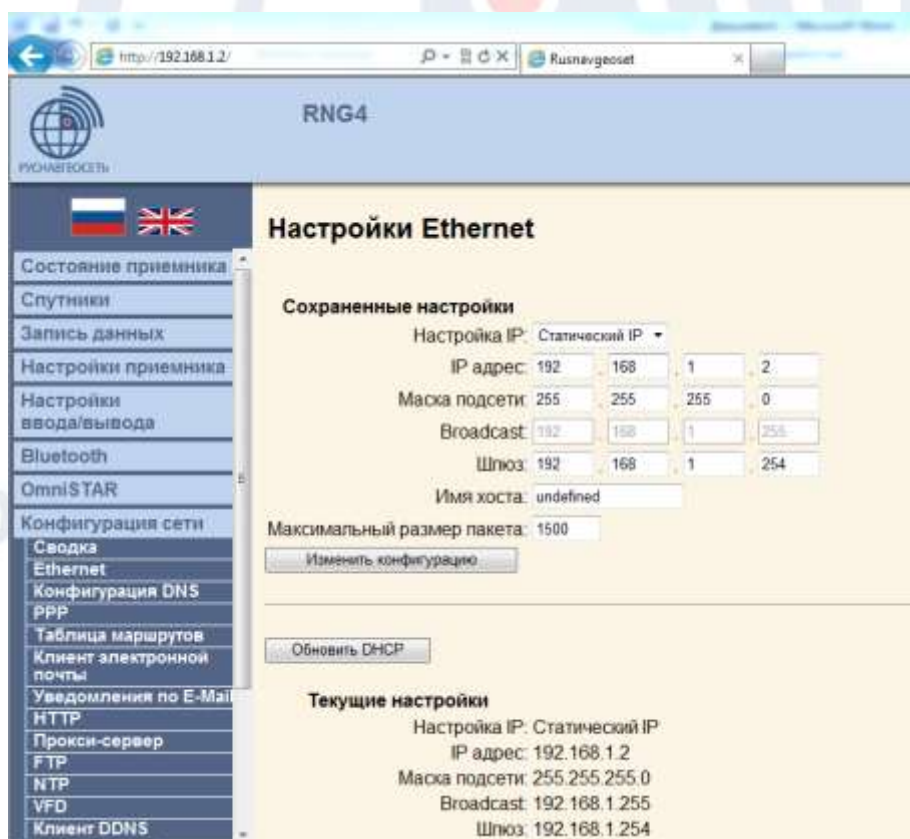 http://192.168.1.2/
Rusnavgeoset
RNG4
РУСНАВГЕОСЕТЬ
Состояние приемника
Спутники
Запись данных
Настройки приемника
Настройки
ввода/вывода
Bluetooth
OmniSTAR
Конфигурация сети
Сводка
Ethernet
Конфигурация DNS
PPP
Таблица маршрутов
Клиент электронной
почты
Уведомления по E-Mail
HTTP
Прокси-сервер
FTP
NTP
VFD
Клиент DDNS
Настройки Ethernet
Сохраненные настройки
Настройка IP: Статический IP
IP адрес: 192 . 168 . 1 . 2
Маска подсети: 255 . 255 . 255 . 0
Broadcast: 192 . 168 . 1 . 255
Шлюз: 192 . 168 . 1 . 254
Имя хоста: undefined
Максимальный размер пакета: 1500
Изменить конфигурацию
Обновить DHCP
Текущие настройки
Настройка IP: Статический IP
IP адрес: 192.168.1.2
Маска подсети: 255.255.255.0
Broadcast: 192.168.1.255
Шлюз: 192.168.1.254